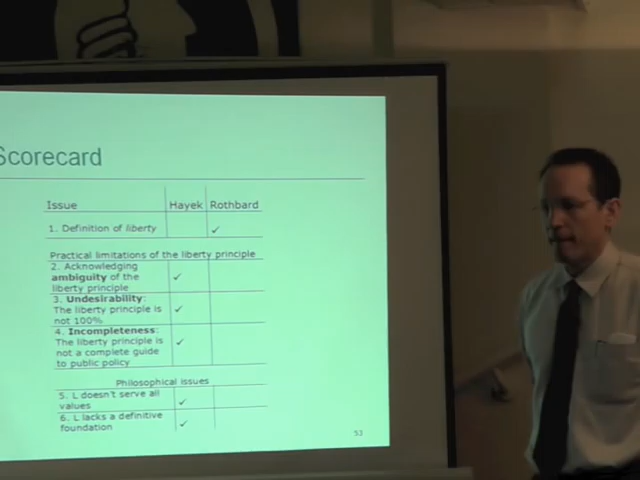 Scorecard
Issue Hayek Rothbard
1. Definition of liberty ✓
Practical limitations of the liberty principle
2. Acknowledging
ambiguity of the ✓
liberty principle
3. Undesirability:
The liberty principle is ✓
not 100%
4. Incompleteness:
The liberty principle is ✓
not a complete guide
to public policy
Philosophical issues
5. L doesn't serve all
values ✓
6. L lacks a definitive
foundation ✓